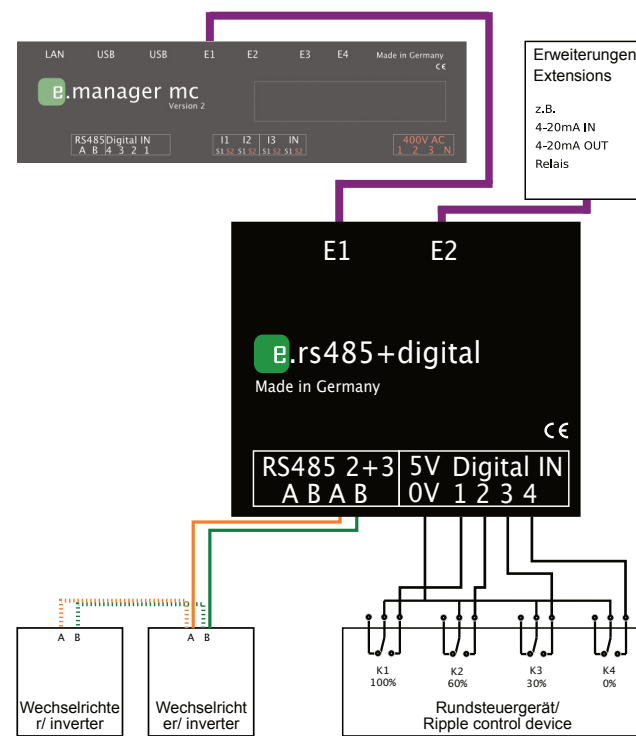 LAN USB USB E1 E2 E3 E4 Made in Germany
CE
e.manager mc
Version 2
RS485 Digital IN
A B 4 3 2 1
I1 I2 I3 IN
S1 S2 S1 S2 S1 S2 S1 S2
400V AC
1 2 3 N
Erweiterungen
Extensions
z.B.
4-20mA IN
4-20mA OUT
Relais
E1 E2
e.rs485+digital
Made in Germany
CE
RS485 2+3 5V Digital IN
A B A B 0V 1 2 3 4
A B
Wechselrichte
r/ inverter
A B
Wechselricht
er/ inverter
K1
100%
K2
60%
K3
30%
K4
0%
Rundsteuergerät/
Ripple control device